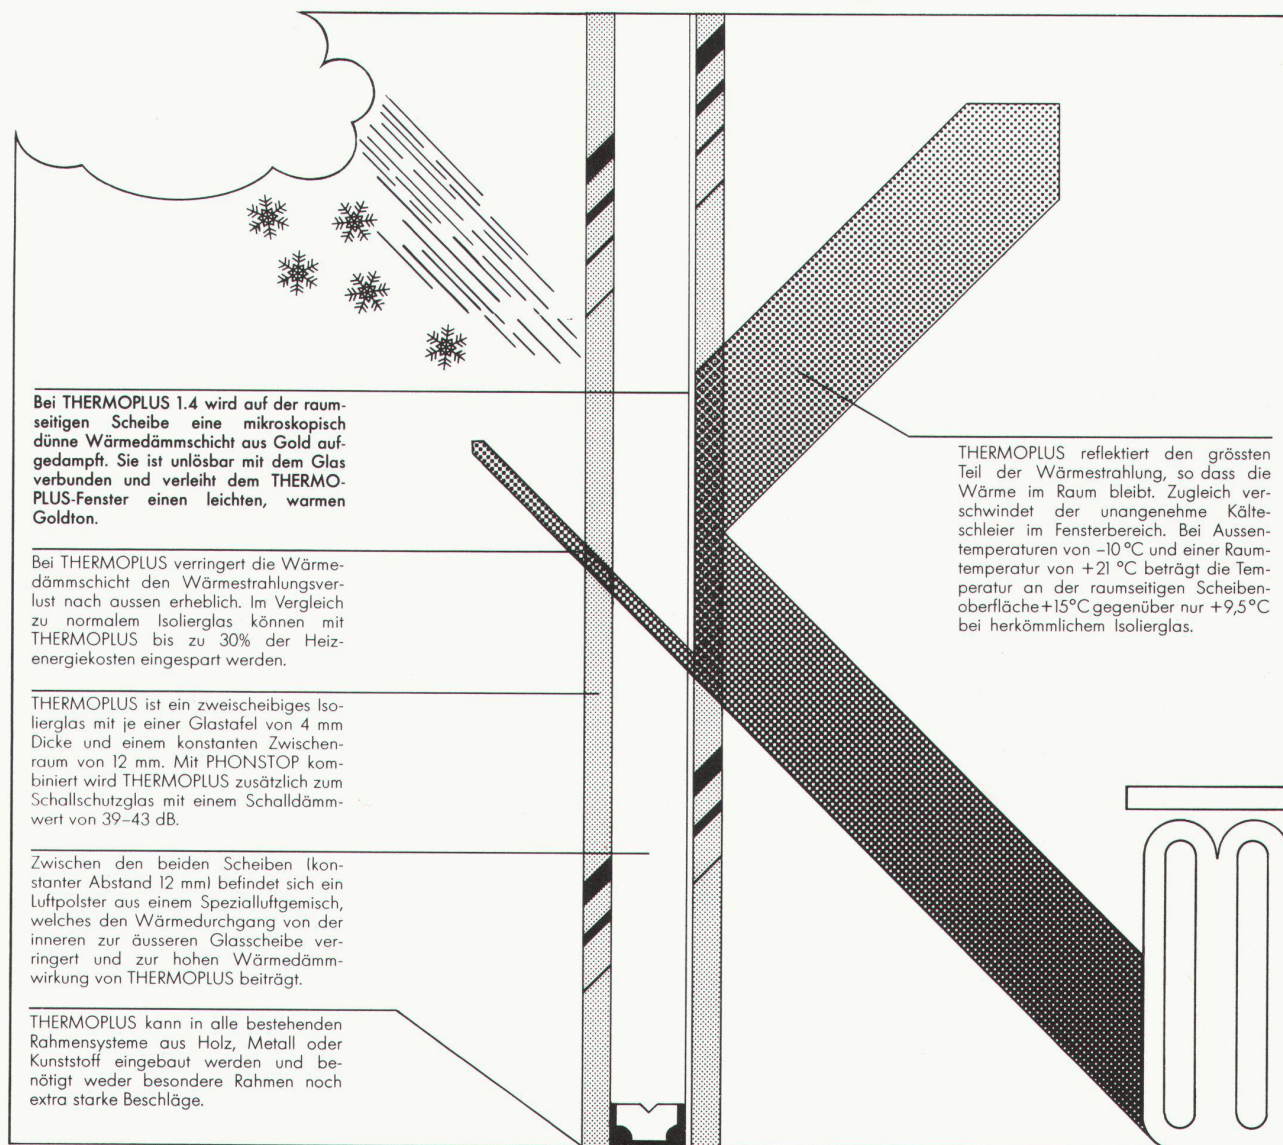 Bei THERMOPLUS 1.4 wird auf der raum-
seitigen Scheibe eine mikroskopisch
dünne Wärmedämmschicht aus Gold auf-
gedampft. Sie ist unlösbar mit dem Glas
verbunden und verleiht dem THERMO-
PLUS-Fenster einen leichten, warmen
Goldton.
Bei THERMOPLUS verringert die Wärme-
dämmschicht den Wärmestrahlungsver-
lust nach aussen erheblich. Im Vergleich
zu normalem Isolierglas können mit
THERMOPLUS bis zu 30% der Heiz-
energiekosten eingespart werden.
THERMOPLUS ist ein zweischeibiges Iso-
lierglas mit je einer Glastafel von 4 mm
Dicke und einem konstanten Zwischen-
raum von 12 mm. Mit PHONSTOP kom-
biniert wird THERMOPLUS zusätzlich zum
Schallschutzglas mit einem Schalldämm-
wert von 39–43 dB.
Zwischen den beiden Scheiben (kon-
stanter Abstand 12 mm) befindet sich ein
Luftpolster aus einem Spezialluftgemisch,
welches den Wärmedurchgang von der
inneren zur äusseren Glasscheibe ver-
ringert und zur hohen Wärmedämm-
wirkung von THERMOPLUS beiträgt.
THERMOPLUS kann in alle bestehenden
Rahmensysteme aus Holz, Metall oder
Kunststoff eingebaut werden und be-
nötigt weder besondere Rahmen noch
extra starke Beschläge.
THERMOPLUS reflektiert den grössten
Teil der Wärmestrahlung, so dass die
Wärme im Raum bleibt. Zugleich ver-
schwindet der unangenehme Kälte-
schleier im Fensterbereich. Bei Aussen-
temperaturen von –10 °C und einer Raum-
temperatur von +21 °C beträgt die Tem-
peratur an der raumseitigen Scheiben-
oberfläche +15°C gegenüber nur +9,5°C
bei herkömmlichem Isolierglas.